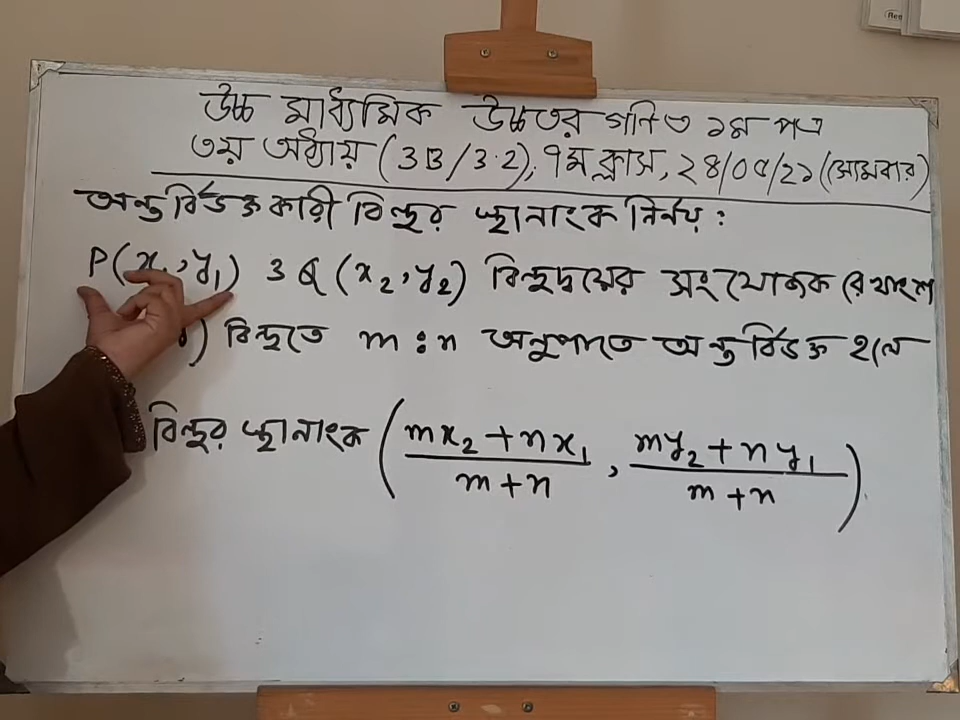 উচ্চ মাধ্যমিক উচ্চতর গণিত ১ম পত্র
৩য় অধ্যায় (3B/3.2), ৭ম ক্লাস, ২৪/০৫/২১ (সোমবার)
অন্তর্বিভক্তকারী বিন্দুর স্থানাংক নির্ণয়:
P(x₁,y₁) ও Q(x₂,y₂) বিন্দুদ্বয়ের সংযোজক রেখাংশ
) বিন্দুতে m:n অনুপাতে অন্তর্বিভক্ত হলে
বিন্দুর স্থানাংক (mx₂+nx₁/m+n, my₂+ny₁/m+n)